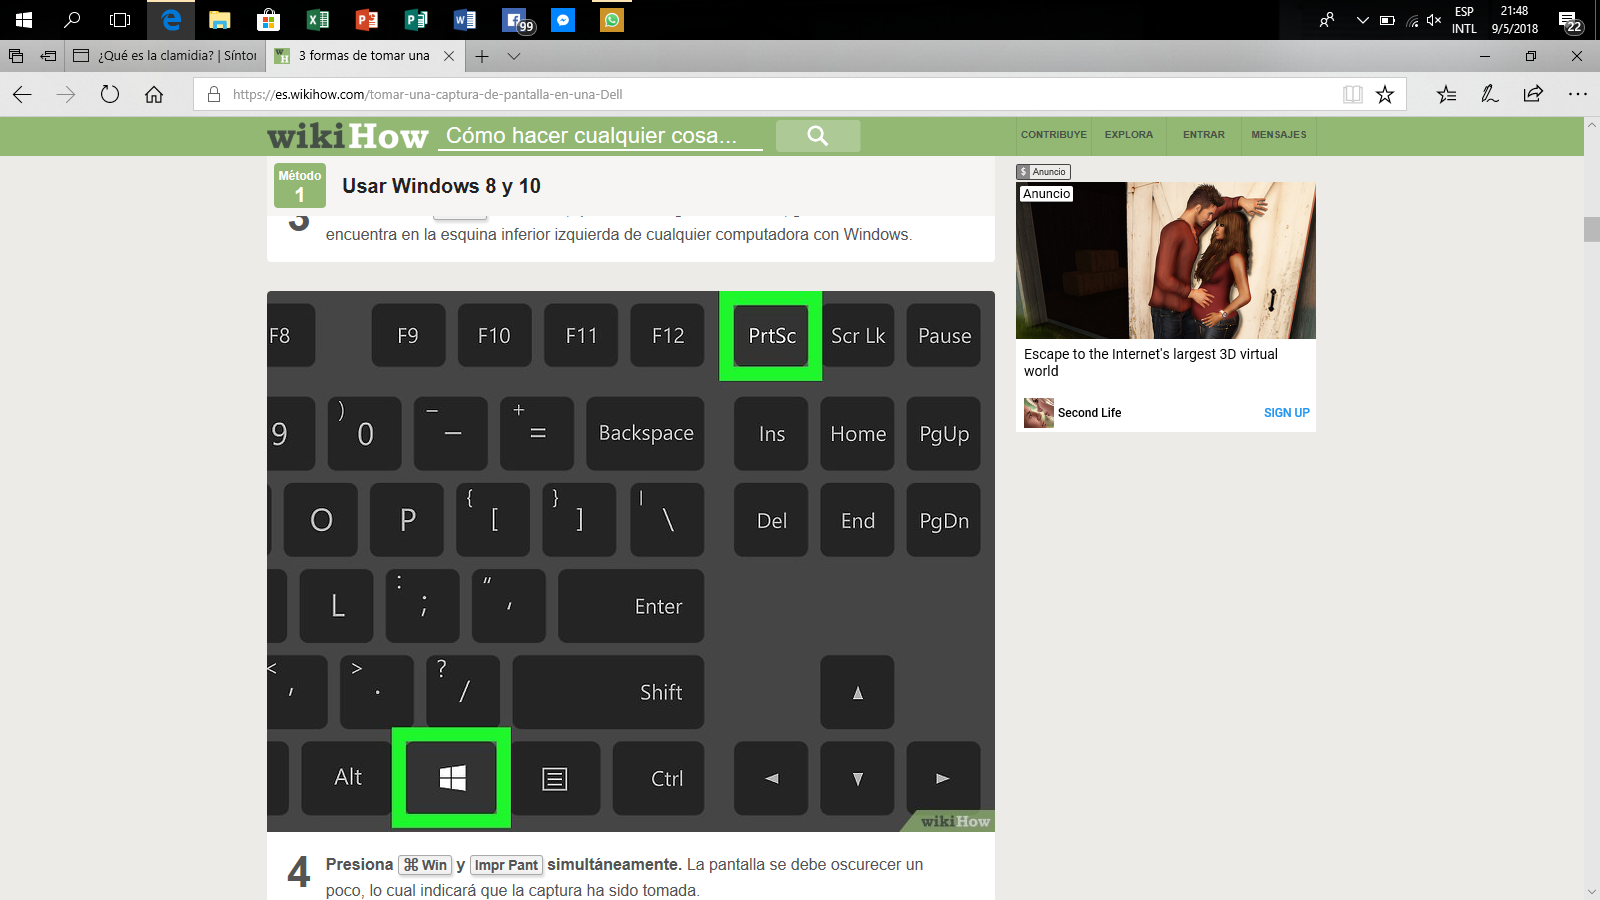 99
ESP
INTL
21:48
9/5/2018
22
¿Qué es la clamidia? | Sínto
3 formas de tomar una
https://es.wikihow.com/tomar-una-captura-de-pantalla-en-una-Dell
wikiHow
Cómo hacer cualquier cosa...
CONTRIBUYE
EXPLORA
ENTRAR
MENSAJES
Método
1
Usar Windows 8 y 10
3
encuentra en la esquina inferior izquierda de cualquier computadora con Windows.
$ Anuncio
Anuncio
Escape to the Internet's largest 3D virtual
world
Second Life
SIGN UP
F8
F9
F10
F11
F12
PrtSc
Scr Lk
Pause
9
) 0
– –
+ =
Backspace
Ins
Home
PgUp
O
P
{ [
} ]
| \
Del
End
PgDn
L
: ;
“ ‘
Enter
< ,
> .
? /
Shift
Alt
Ctrl
wikiHow
4 Presiona ⌘ Win y Impr Pant simultáneamente. La pantalla se debe oscurecer un
poco, lo cual indicará que la captura ha sido tomada.